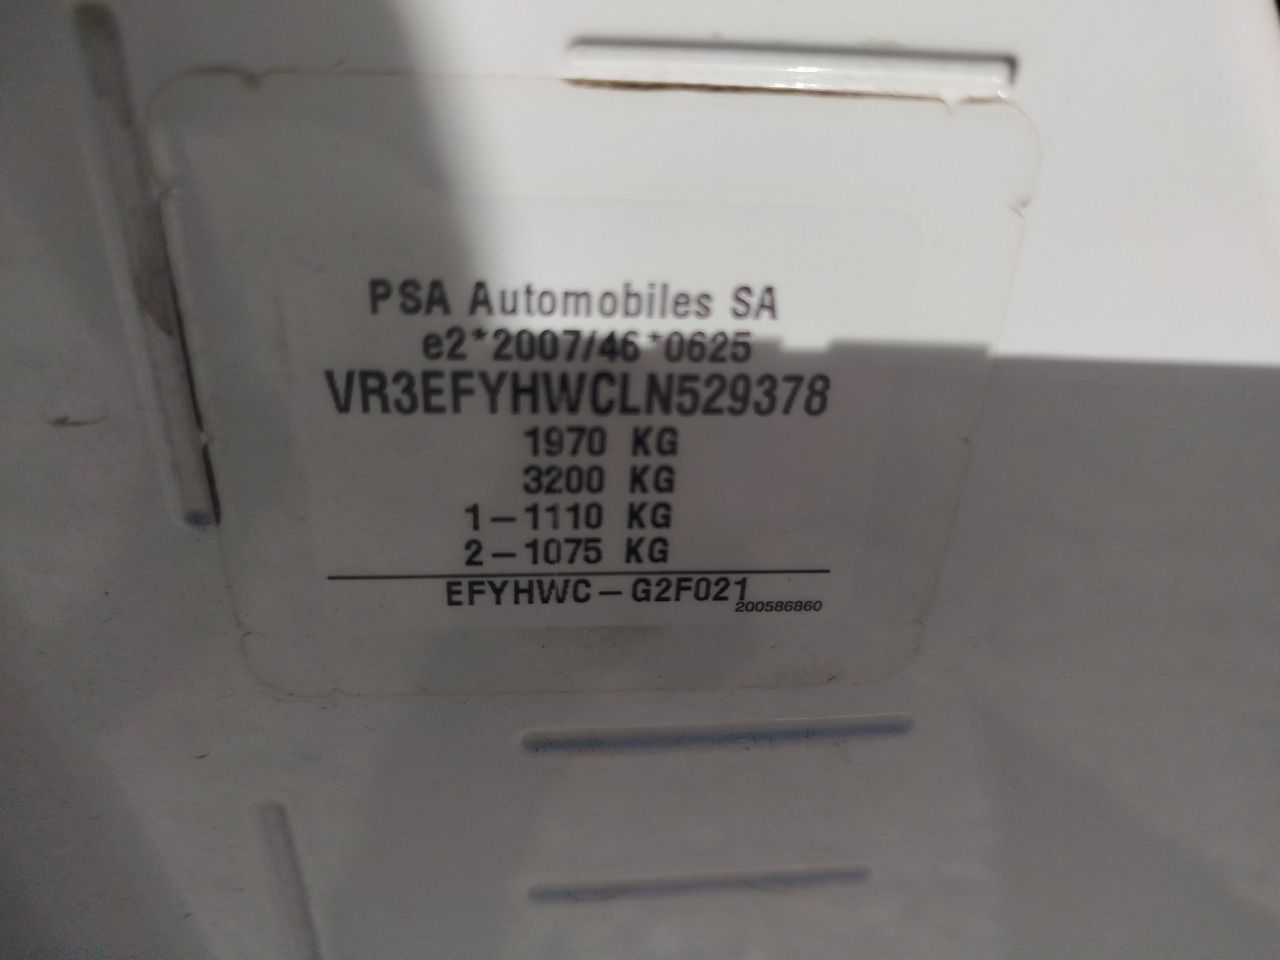 PSA Automobiles SA
e2*2007/46*0625
VR3EFYHWCLN529378
1970 KG
3200 KG
1-1110 KG
2-1075 KG
EFYHWC-G2F021
200586860